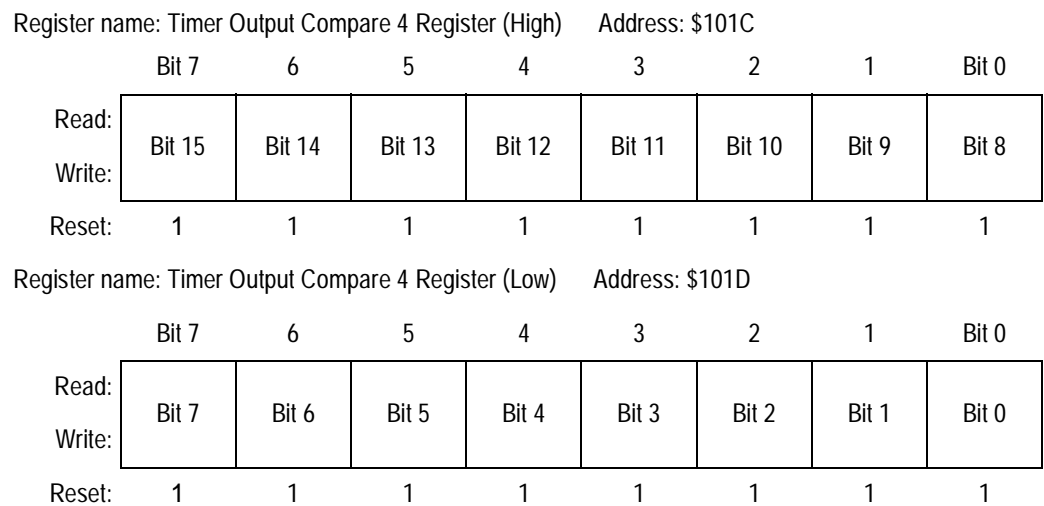 Register name: Timer Output Compare 4 Register (High) Address: $101C
Bit 7 6 5 4 3 2 1 Bit 0
Read:
Bit 15 Bit 14 Bit 13 Bit 12 Bit 11 Bit 10 Bit 9 Bit 8
Write:
Reset: 1 1 1 1 1 1 1 1
Register name: Timer Output Compare 4 Register (Low) Address: $101D
Bit 7 6 5 4 3 2 1 Bit 0
Read:
Bit 7 Bit 6 Bit 5 Bit 4 Bit 3 Bit 2 Bit 1 Bit 0
Write:
Reset: 1 1 1 1 1 1 1 1